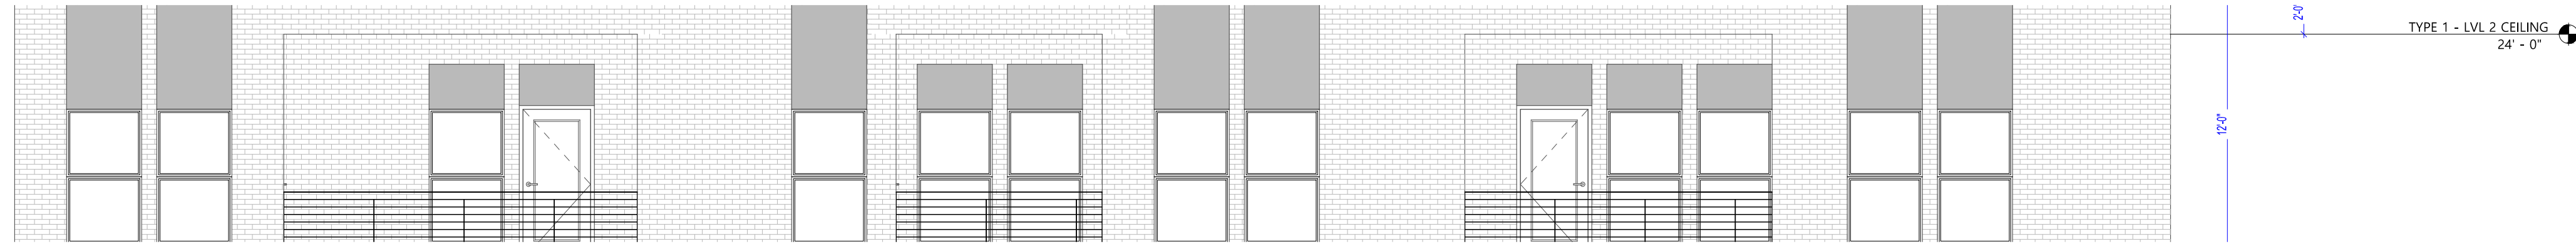 2'-0"
TYPE 1 - LVL 2 CEILING
24' - 0"
12'-0"